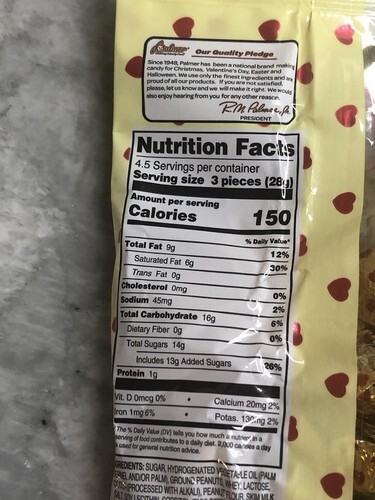 Palmer
Our Quality Pledge
Since 1948, Palmer has been a national brand making
candy for Christmas, Valentine's Day, Easter and
Halloween. We use only the finest ingredients and are
proud of all our products. If you are not satisfied,
please, let us know and we will make it right. We would
also enjoy hearing from you for any other reason.
R.M. Palmer, Jr.
PRESIDENT
Nutrition Facts
4.5 Servings per container
Serving size 3 pieces (28g)
Amount per serving
Calories 150
% Daily Value*
Total Fat 9g 12%
Saturated Fat 6g 30%
Trans Fat 0g
Cholesterol 0mg 0%
Sodium 45mg 2%
Total Carbohydrate 16g 6%
Dietary Fiber 0g 0%
Total Sugars 14g
Includes 13g Added Sugars 26%
Protein 1g
Vit. D 0mcg 0% • Calcium 20mg 2%
Iron 1mg 6% • Potas. 130mg 2%
* The % Daily Value (DV) tells you how much a nutrient in a
serving of food contributes to a daily diet. 2,000 calories a day
is used for general nutrition advice.
INGREDIENTS: SUGAR, HYDROGENATED VEGETABLE OIL (PALM
KERNEL AND/OR PALM), GROUND PEANUTS, WHEY, LACTOSE,
PROCESSED WITH ALKALI), PEANUT FLOUR, SKIM MILK